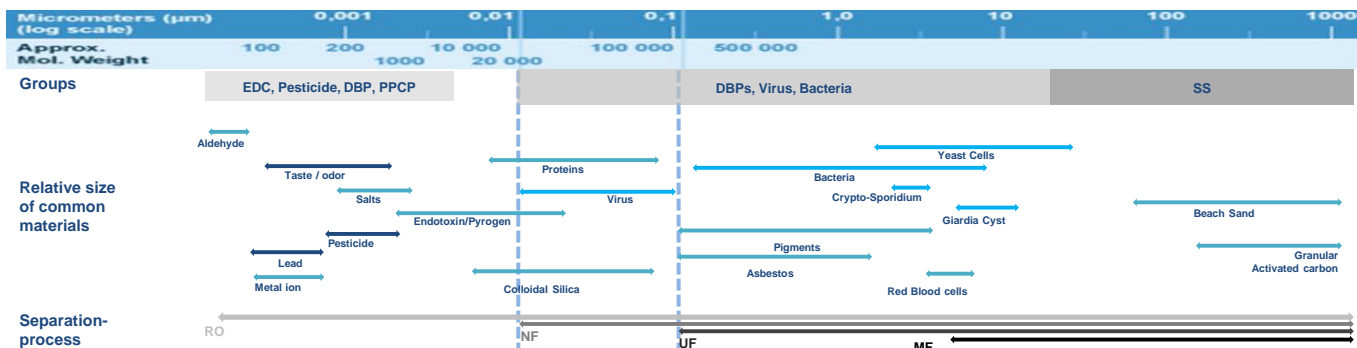 Micrometers (µm) 0,001 0,01 0,1 1,0 10 100 1000
(log scale)
Approx. 100 200 10 000 100 000 500 000
Mol. Weight 1000 20 000
Groups EDC, Pesticide, DBP, PPCP DBPs, Virus, Bacteria SS
Aldehyde
Yeast Cells
Taste / odor Proteins Bacteria
Relative size
of common
materials
Salts Virus Crypto-Sporidium
Endotoxin/Pyrogen Giardia Cyst Beach Sand
Pesticide Pigments
Lead Asbestos Granular
Activated carbon
Metal ion Colloidal Silica Red Blood cells
Separation-
process
RO NF UF MF